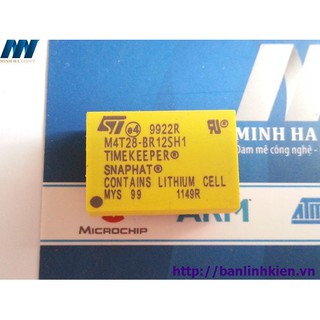 MINH HA
ST e4 9922R
M4T28-BR12SH1
TIMEKEEPER®
SNAPHAT®
CONTAINS LITHIUM CELL
MYS 99 1149R
Đam mê công nghệ -
MICROCHIP
ARM
http://banlinhkien.vn